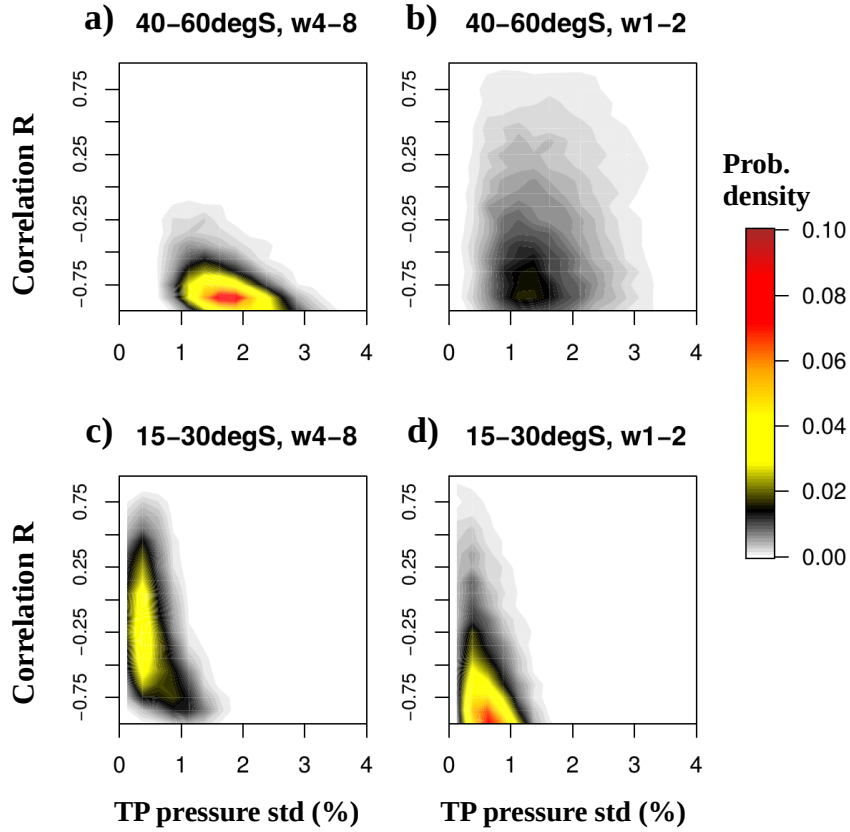 a) 40−60degS, w4−8
b) 40−60degS, w1−2
Correlation R
0.75
0.25
−0.25
−0.75
0 1 2 3 4
0 1 2 3 4
Prob.
density
0.10
0.08
0.06
0.04
0.02
0.00
c) 15−30degS, w4−8
d) 15−30degS, w1−2
Correlation R
0.75
0.25
−0.25
−0.75
0.75
0.25
−0.25
−0.75
0.75
0.25
−0.25
−0.75
0 1 2 3 4
0 1 2 3 4
TP pressure std (%)
TP pressure std (%)